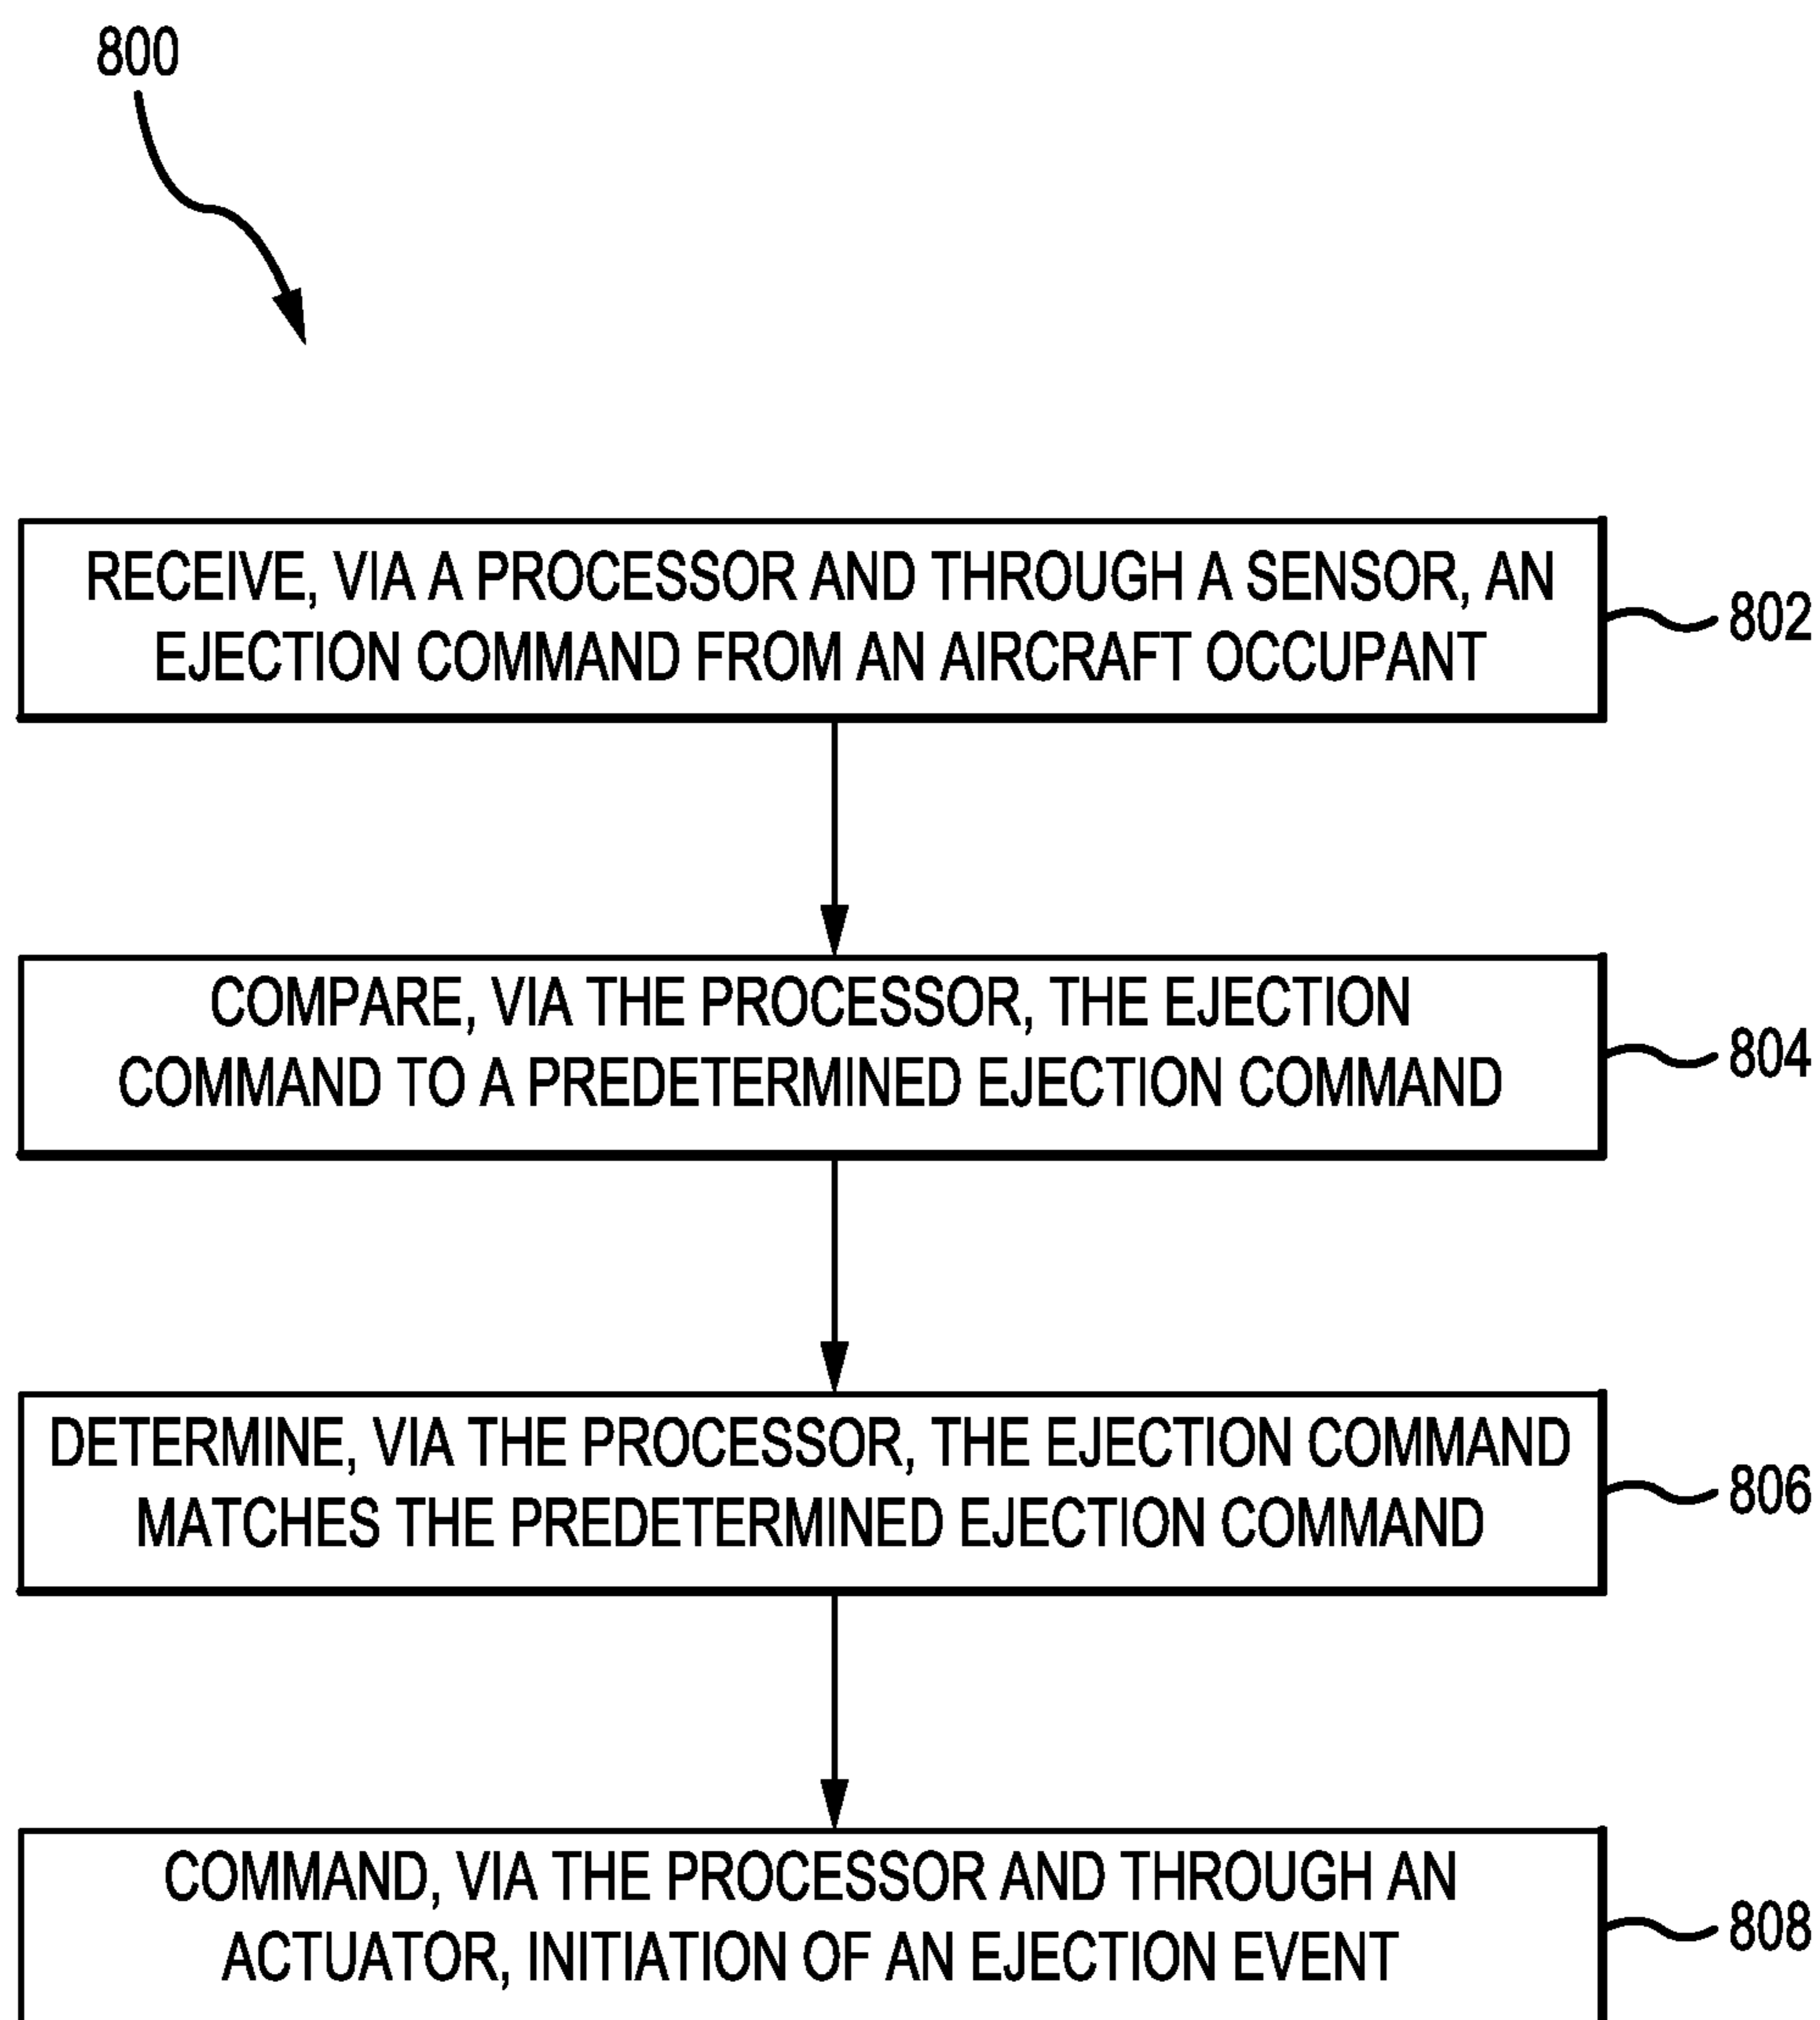 800
RECEIVE, VIA A PROCESSOR AND THROUGH A SENSOR, AN
EJECTION COMMAND FROM AN AIRCRAFT OCCUPANT
802
COMPARE, VIA THE PROCESSOR, THE EJECTION
COMMAND TO A PREDETERMINED EJECTION COMMAND
804
DETERMINE, VIA THE PROCESSOR, THE EJECTION COMMAND
MATCHES THE PREDETERMINED EJECTION COMMAND
806
COMMAND, VIA THE PROCESSOR AND THROUGH AN
ACTUATOR, INITIATION OF AN EJECTION EVENT
808